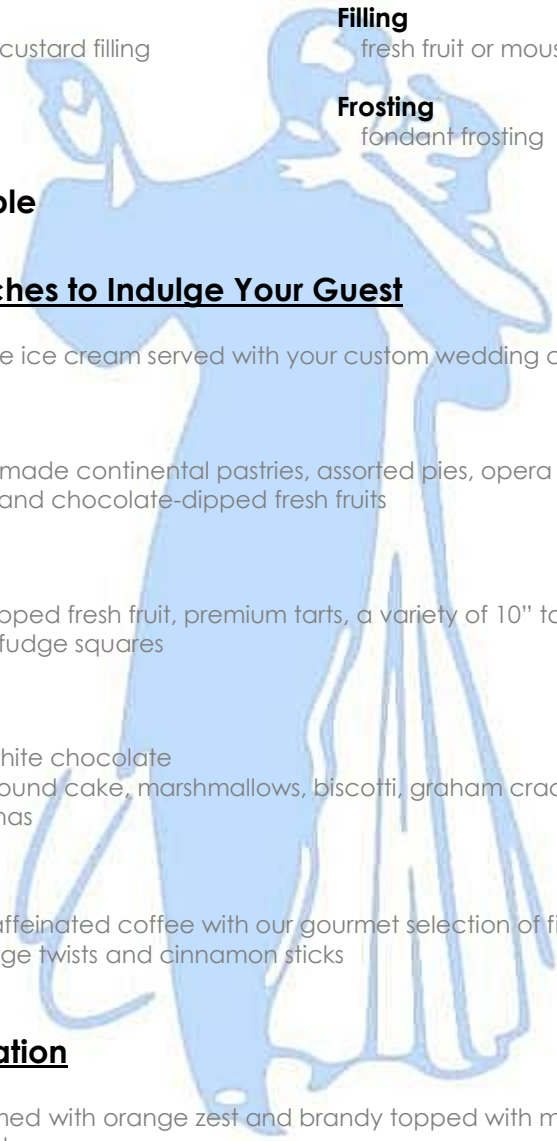 Filling
custard filling fresh fruit or mous
Frosting
fondant frosting
ple
ches to Indulge Your Guest
e ice cream served with your custom wedding c
made continental pastries, assorted pies, opera
and chocolate-dipped fresh fruits
pped fresh fruit, premium tarts, a variety of 10” to
fudge squares
hite chocolate
ound cake, marshmallows, biscotti, graham crac
nas
affeinated coffee with our gourmet selection of fi
ge twists and cinnamon sticks
ation
med with orange zest and brandy topped with m